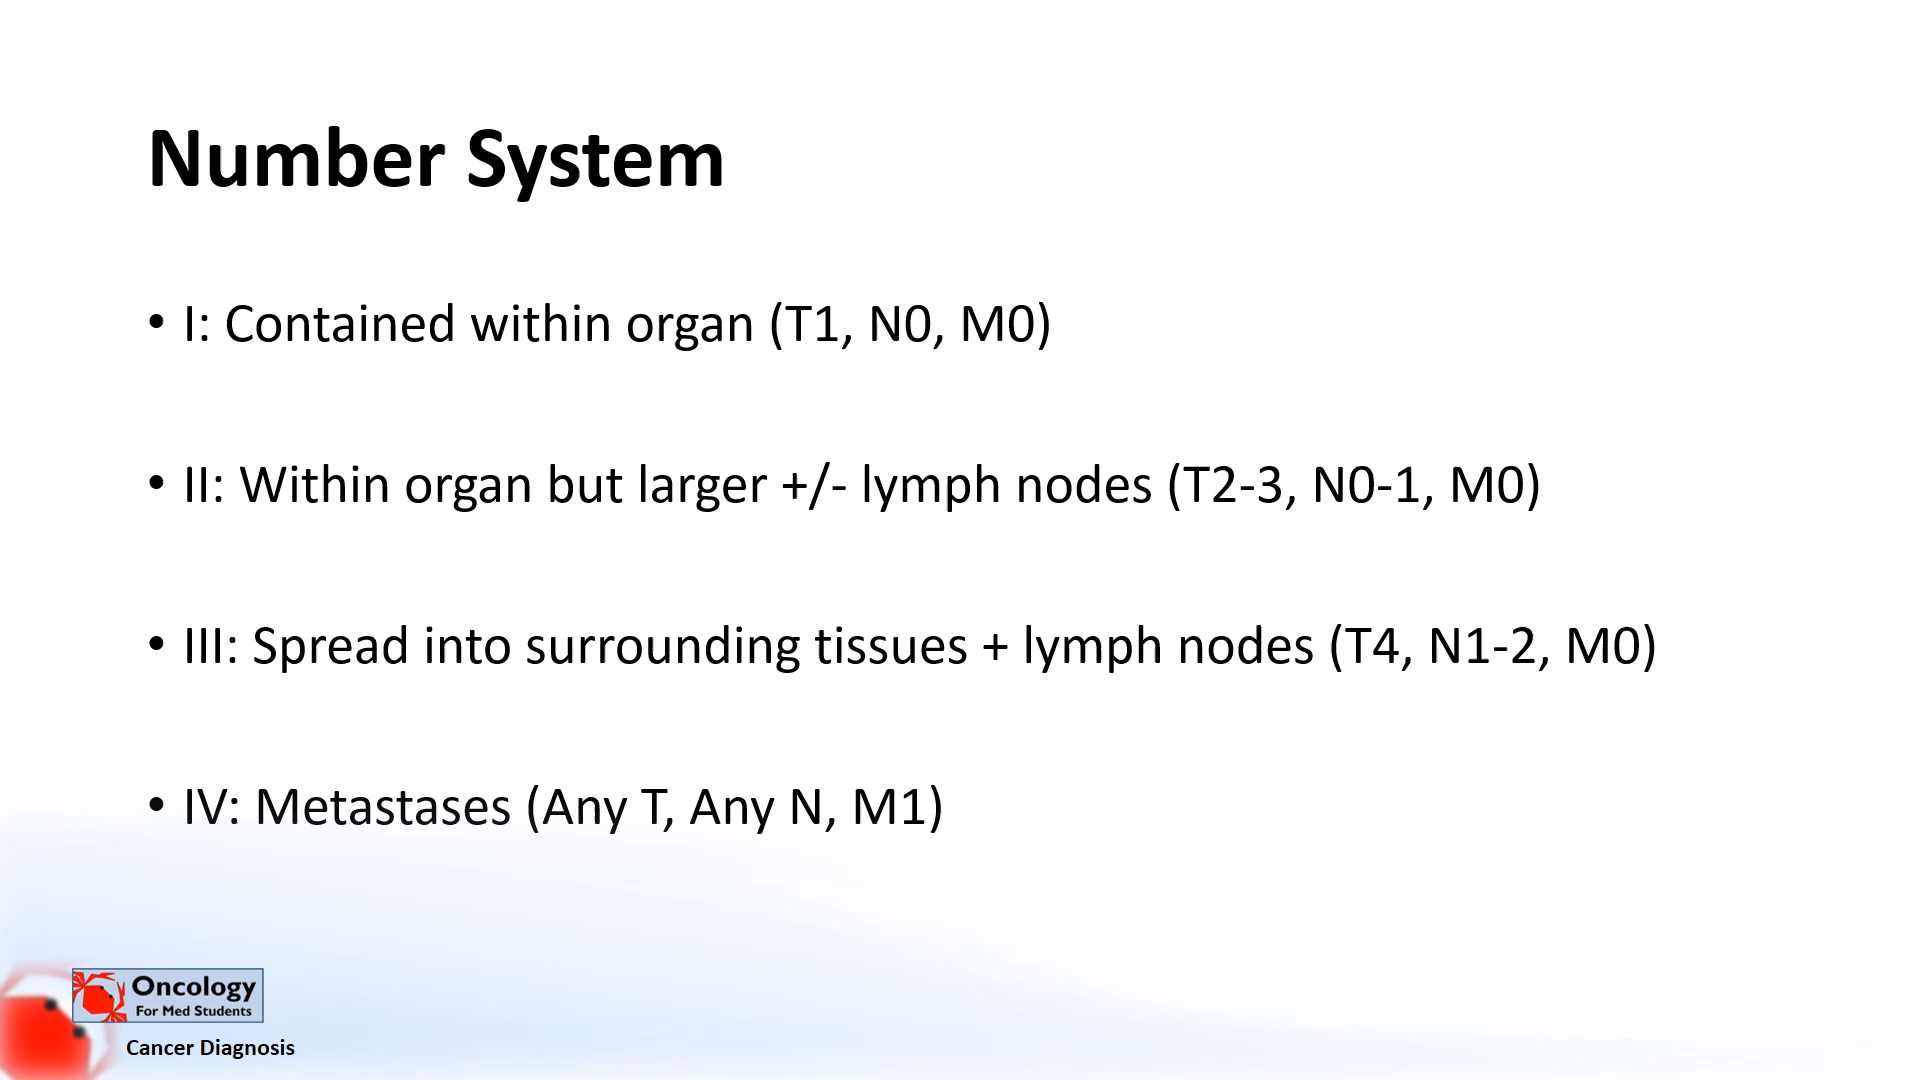 Number System
• I: Contained within organ (T1, N0, M0)
• II: Within organ but larger +/- lymph nodes (T2-3, N0-1, M0)
• III: Spread into surrounding tissues + lymph nodes (T4, N1-2, M0)
• IV: Metastases (Any T, Any N, M1)
Oncology
For Med Students
Cancer Diagnosis